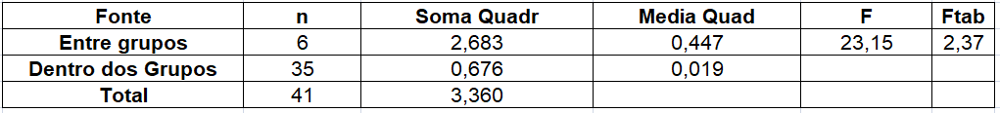 Fonte n Soma Quadr Media Quad F Ftab
Entre grupos 6 2,683 0,447 23,15 2,37
Dentro dos Grupos 35 0,676 0,019
Total 41 3,360